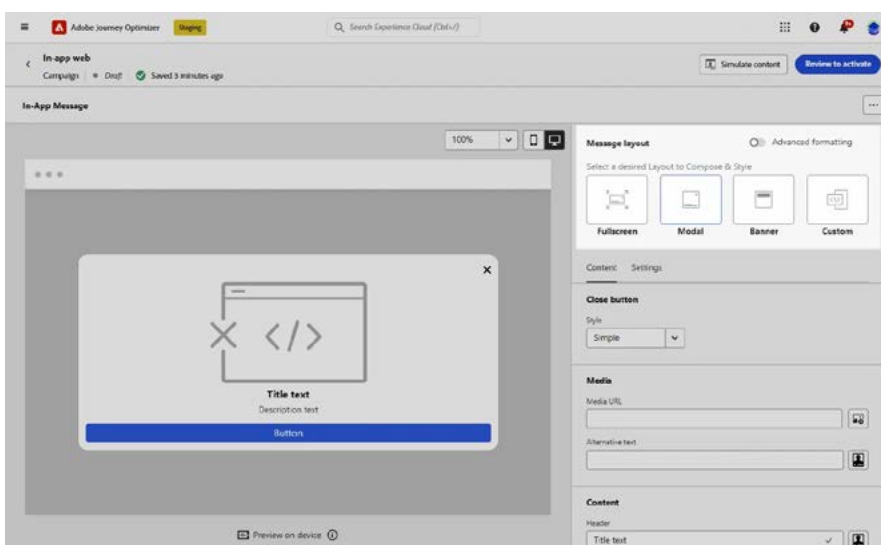 Adobe Journey Optimizer
Staging
Search Experience Cloud (Ctrl+/)
In-app web
Campaign
Draft
Saved 3 minutes ago
Simulate content
Review to activate
In-App Message
100%
Message layout
Advanced formatting
Select a desired Layout to Compose & Style
Fullscreen
Modal
Banner
Custom
Content
Settings
Close button
Style
Simple
Media
Media URL
Alternative text
Content
Header
Title text
Title text
Description text
Button
Preview on device